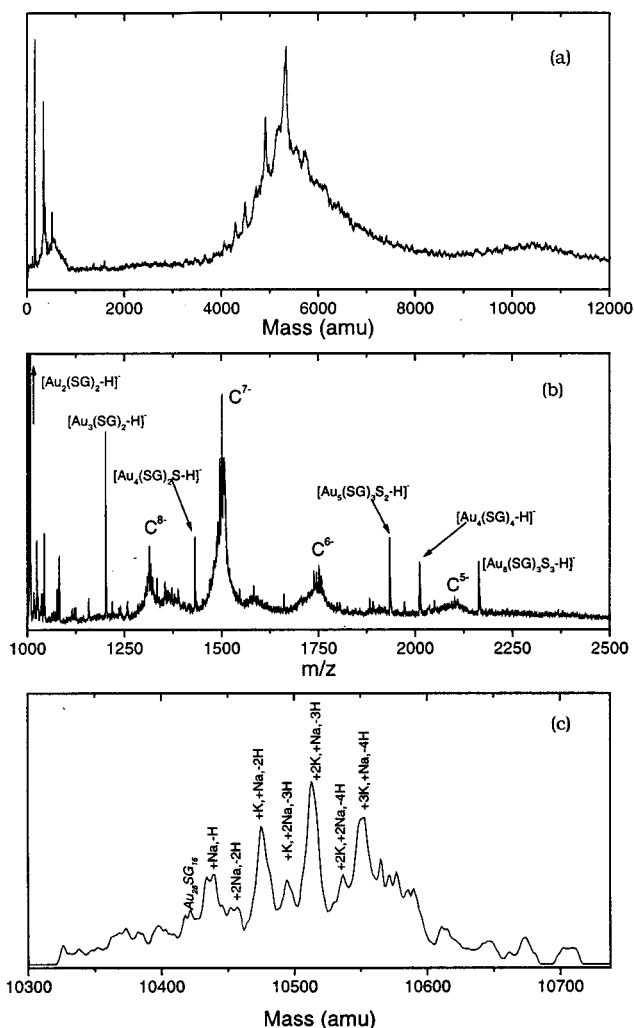 (a)
0 2000 4000 6000 8000 10000 12000
Mass (amu)
(b)
[Au2(SG)2-H]-
C7-
[Au3(SG)2-H]-
[Au4(SG)2S-H]-
[Au5(SG)3S2-H]-
C8-
C6-
[Au4(SG)4-H]-
C5-
[Au6(SG)3S3-H]-
1000 1250 1500 1750 2000 2250 2500
m/z
(c)
Au28SG16
+Na,-H
+2Na,-2H
+K,+Na,-2H
+K,+2Na,-3H
+2K,+Na,-3H
+2K,+2Na,-4H
+3K,+Na,-4H
10300 10400 10500 10600 10700
Mass (amu)